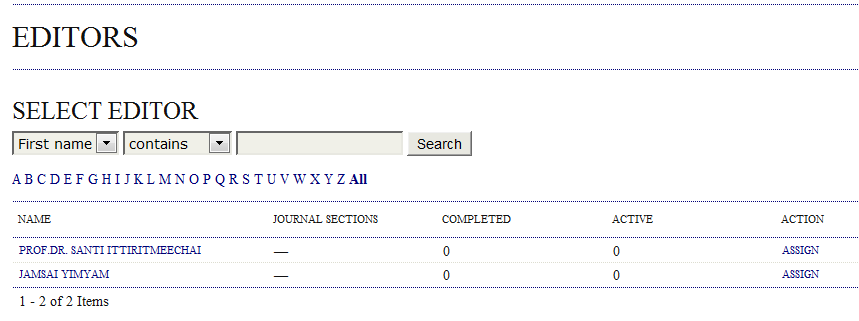 EDITORS
SELECT EDITOR
First name contains Search
A B C D E F G H I J K L M N O P Q R S T U V W X Y Z All
NAME JOURNAL SECTIONS COMPLETED ACTIVE ACTION
PROF.DR. SANTI ITTIRITMEECHAI — 0 0 ASSIGN
JAMSAI YIMYAM — 0 0 ASSIGN
1 - 2 of 2 Items